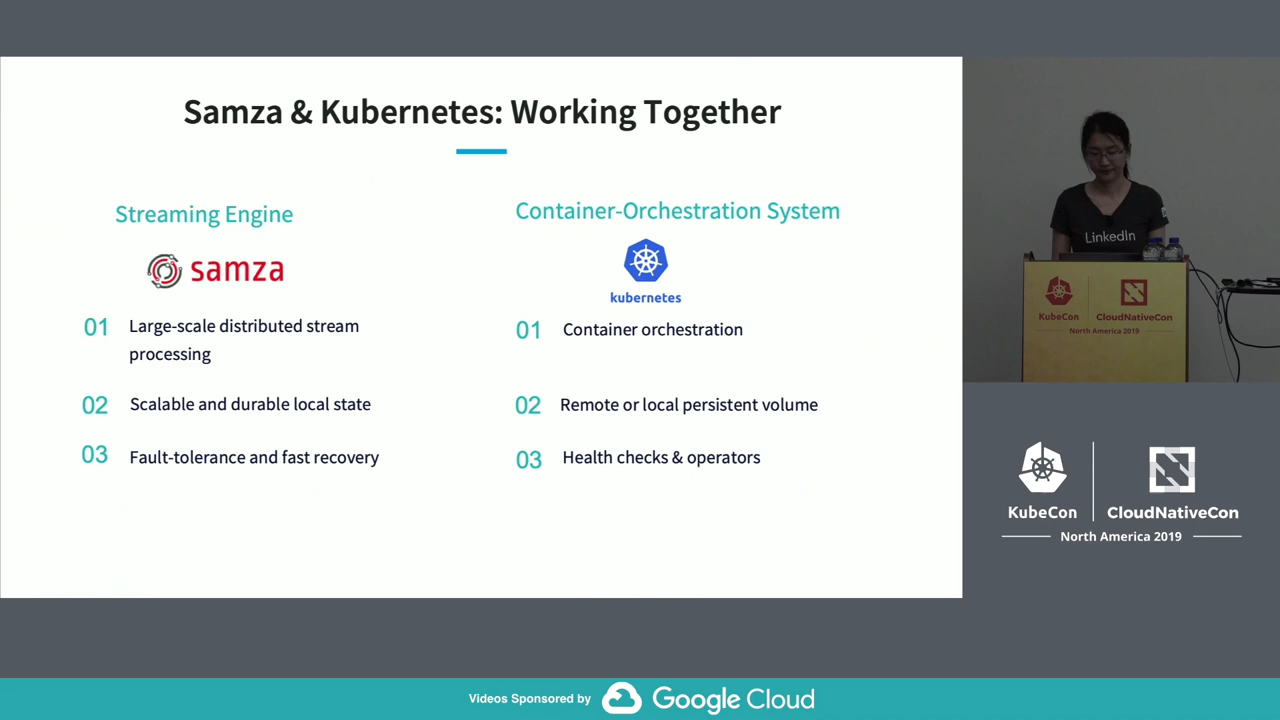 Samza & Kubernetes: Working Together
Streaming Engine
samza
01 Large-scale distributed stream
processing
02 Scalable and durable local state
03 Fault-tolerance and fast recovery
Container-Orchestration System
kubernetes
01 Container orchestration
02 Remote or local persistent volume
03 Health checks & operators
LinkedIn
KubeCon CloudNativeCon
North America 2019
KubeCon CloudNativeCon
North America 2019
Videos Sponsored by Google Cloud